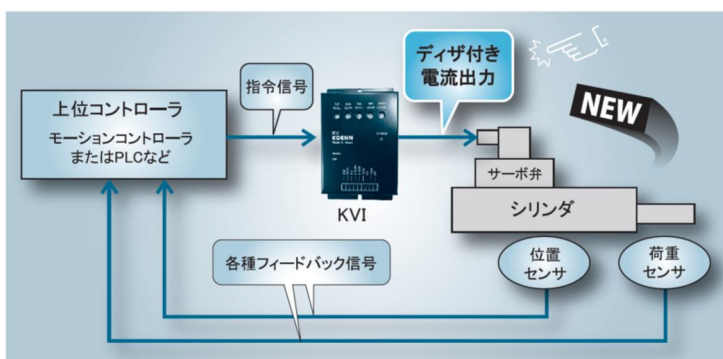 上位コントローラ
モーションコントローラ
またはPLCなど
指令信号
KOENN
KVI
ディザ付き
電流出力
NEW
サーボ弁
シリンダ
位置
センサ
荷重
センサ
各種フィードバック信号